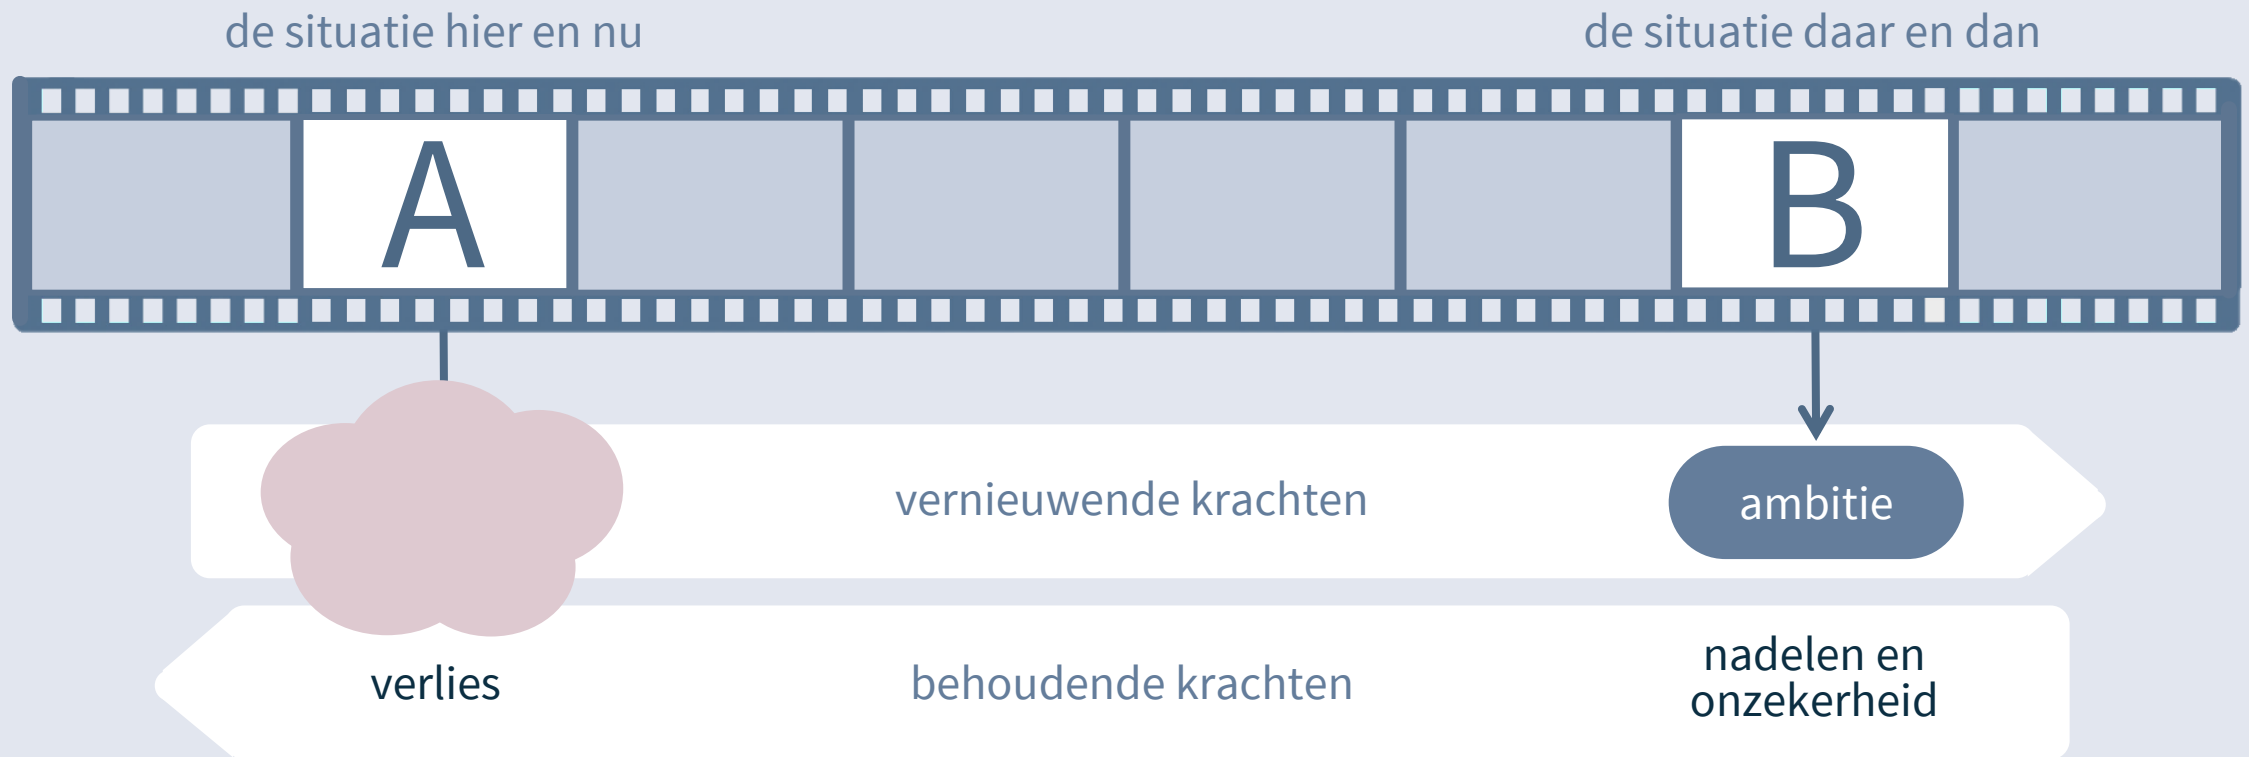 de situatie hier en nu
de situatie daar en dan
A
B
vernieuwende krachten
ambitie
verlies
behoudende krachten
nadelen en
onzekerheid